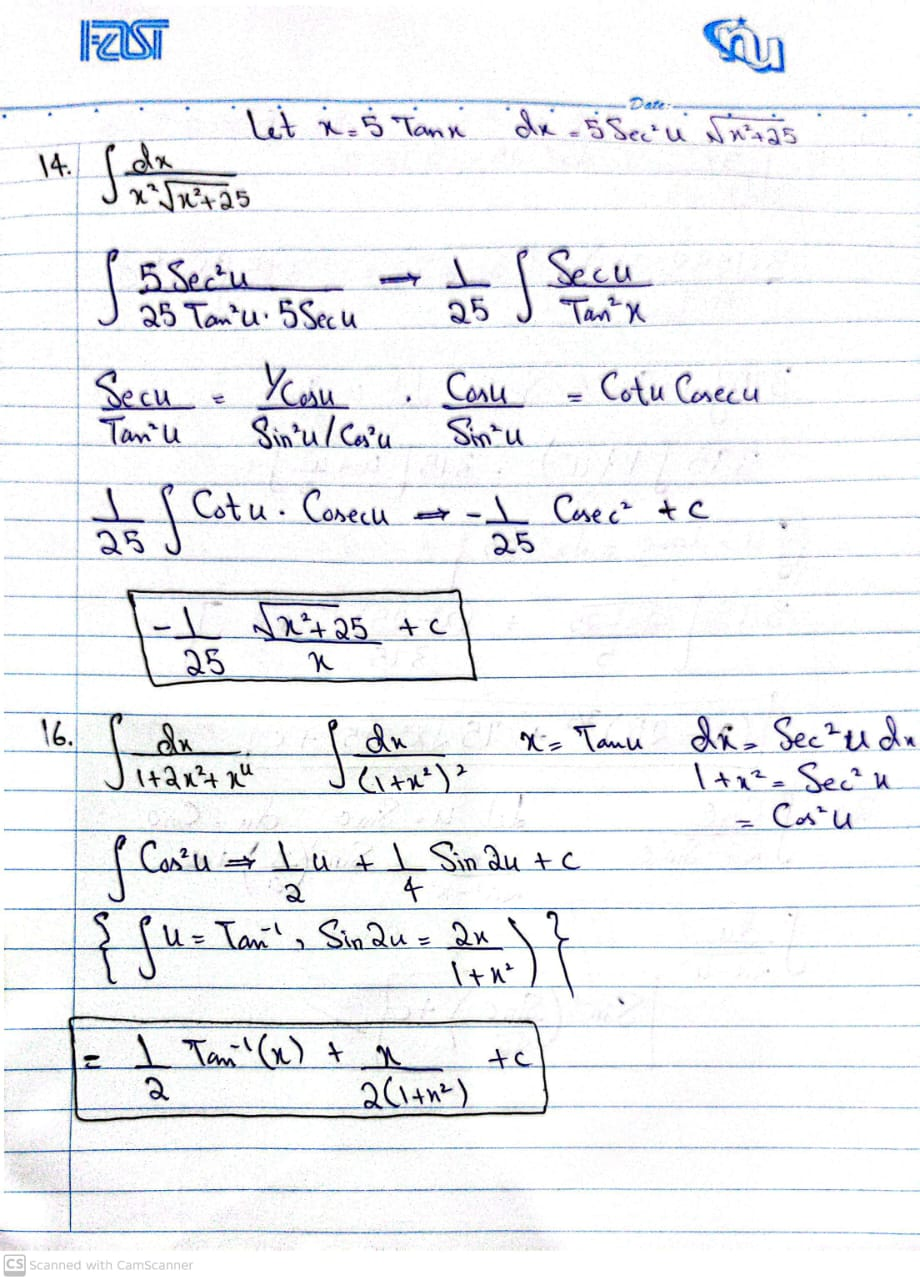 FAST nu
Date:
Let x = 5 Tan x dx = 5 Sec²u √x²+25
14. ∫ dx / x²√x²+25
∫ 5 Sec²u / 25 Tan²u · 5 Sec u → 1/25 ∫ Sec u / Tan²x
Sec u / Tan²u = 1/Cos u / Sin²u / Cos²u · Cos u / Sin²u = Cot u Cosec u
1/25 ∫ Cot u · Cosec u ⇒ -1/25 Cosec² + c
-1/25 √x²+25 / x + c
16. ∫ dx / 1+2x²+x⁴ ∫ dx / (1+x²)² x = Tan u dx = Sec²u du
1+x² = Sec²u
= Cos²u
∫ Cos²u ⇒ 1/2 u + 1/4 Sin 2u + c
{ ∫ u = Tan⁻¹, Sin 2u = 2x / 1+x² ) }
= 1/2 Tan⁻¹(x) + x / 2(1+x²) + c
CS Scanned with CamScanner